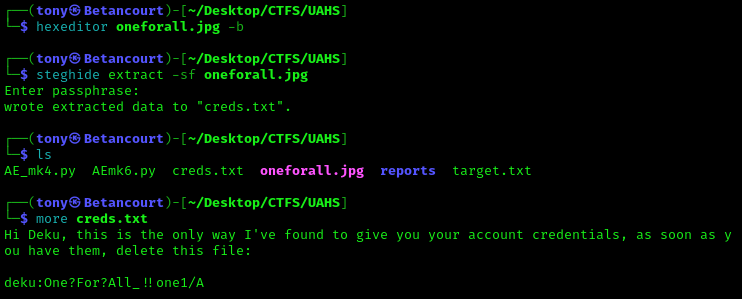 ┌──(tony㉿Betancourt)-[~/Desktop/CTFS/UAHS]
└─$ hexeditor oneforall.jpg -b
┌──(tony㉿Betancourt)-[~/Desktop/CTFS/UAHS]
└─$ steghide extract -sf oneforall.jpg
Enter passphrase:
wrote extracted data to "creds.txt".
┌──(tony㉿Betancourt)-[~/Desktop/CTFS/UAHS]
└─$ ls
AE_mk4.py  AEmk6.py  creds.txt  oneforall.jpg  reports  target.txt
┌──(tony㉿Betancourt)-[~/Desktop/CTFS/UAHS]
└─$ more creds.txt
Hi Deku, this is the only way I've found to give you your account credentials, as soon as y
ou have them, delete this file:
deku:One?For?All_!!one1/A